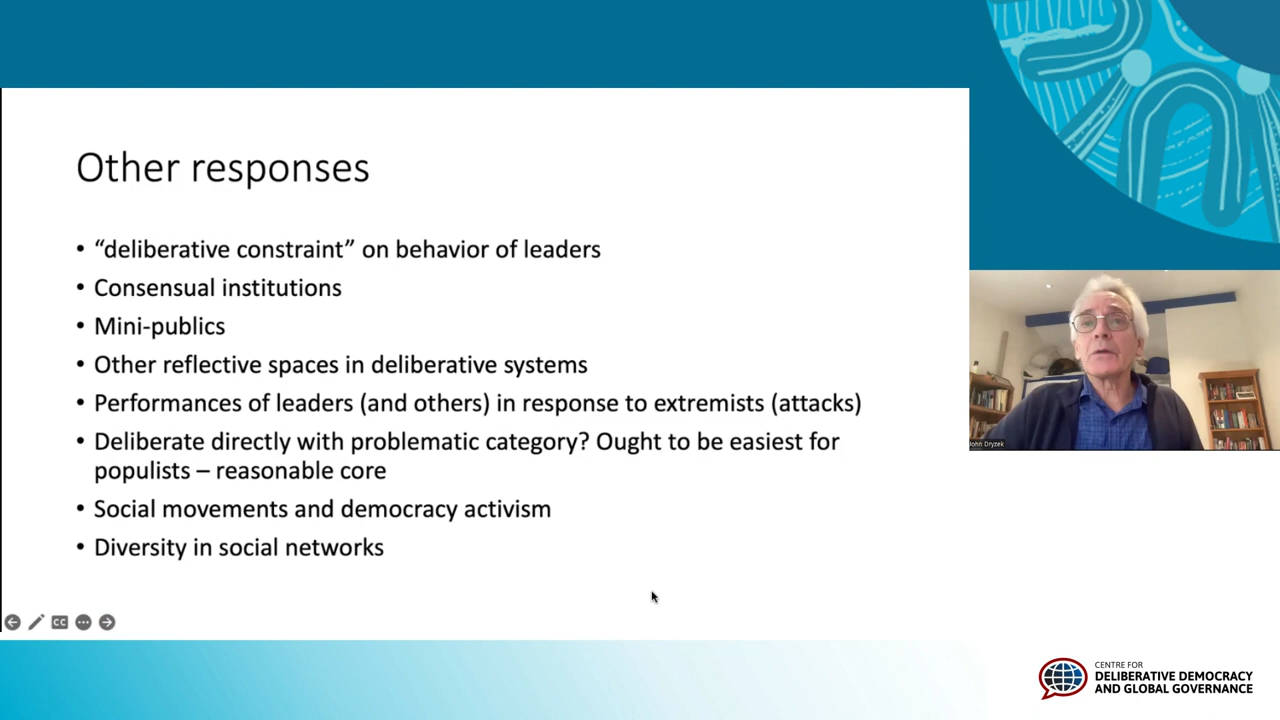 Other responses
• “deliberative constraint” on behavior of leaders
• Consensual institutions
• Mini-publics
• Other reflective spaces in deliberative systems
• Performances of leaders (and others) in response to extremists (attacks)
• Deliberate directly with problematic category? Ought to be easiest for
populists – reasonable core
• Social movements and democracy activism
• Diversity in social networks
CC
John Dryzek
CENTRE FOR
DELIBERATIVE DEMOCRACY
AND GLOBAL GOVERNANCE